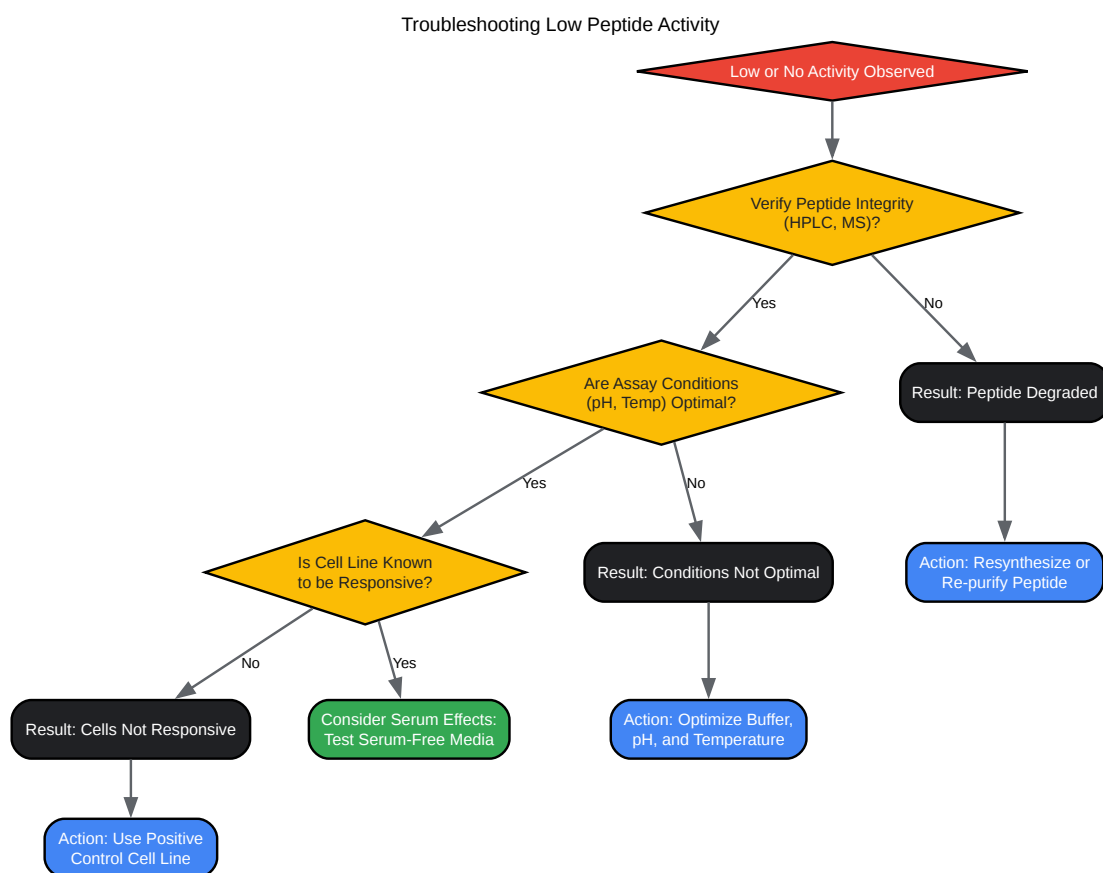 Troubleshooting Low Peptide Activity
Low or No Activity Observed
Verify Peptide Integrity
(HPLC, MS)?
Yes
No
Are Assay Conditions
(pH, Temp) Optimal?
Result: Peptide Degraded
Yes
No
Is Cell Line Known
to be Responsive?
Result: Conditions Not Optimal
Action: Resynthesize or
Re-purify Peptide
No
Yes
Result: Cells Not Responsive
Consider Serum Effects:
Test Serum-Free Media
Action: Optimize Buffer,
pH, and Temperature
Action: Use Positive
Control Cell Line